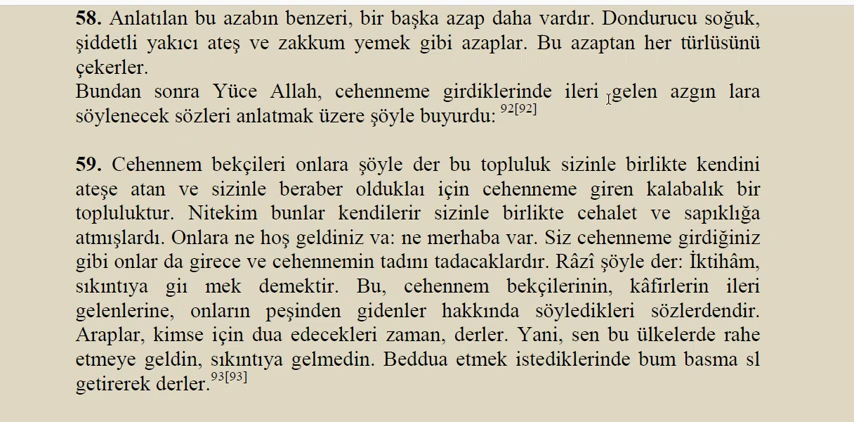 58. Anlatılan bu azabın benzeri, bir başka azap daha vardır. Dondurucu soğuk,
şiddetli yakıcı ateş ve zakkum yemek gibi azaplar. Bu azaptan her türlüsünü
çekerler.
Bundan sonra Yüce Allah, cehenneme girdiklerinde ileri gelen azgın lara
söylenecek sözleri anlatmak üzere şöyle buyurdu: 92[92]
59. Cehennem bekçileri onlara şöyle der bu topluluk sizinle birlikte kendini
ateşe atan ve sizinle beraber olduklaı için cehenneme giren kalabalık bir
topluluktur. Nitekim bunlar kendilerir sizinle birlikte cehalet ve sapıklığa
atmışlardı. Onlara ne hoş geldiniz va: ne merhaba var. Siz cehenneme girdiğiniz
gibi onlar da girece ve cehennemin tadını tadacaklardır. Râzî şöyle der: İktihâm,
sıkıntıya giı mek demektir. Bu, cehennem bekçilerinin, kâfirlerin ileri
gelenlerine, onların peşinden gidenler hakkında söyledikleri sözlerdendir.
Araplar, kimse için dua edecekleri zaman, derler. Yani, sen bu ülkelerde rahe
etmeye geldin, sıkıntıya gelmedin. Beddua etmek istediklerinde bum basma sl
getirerek derler.93[93]